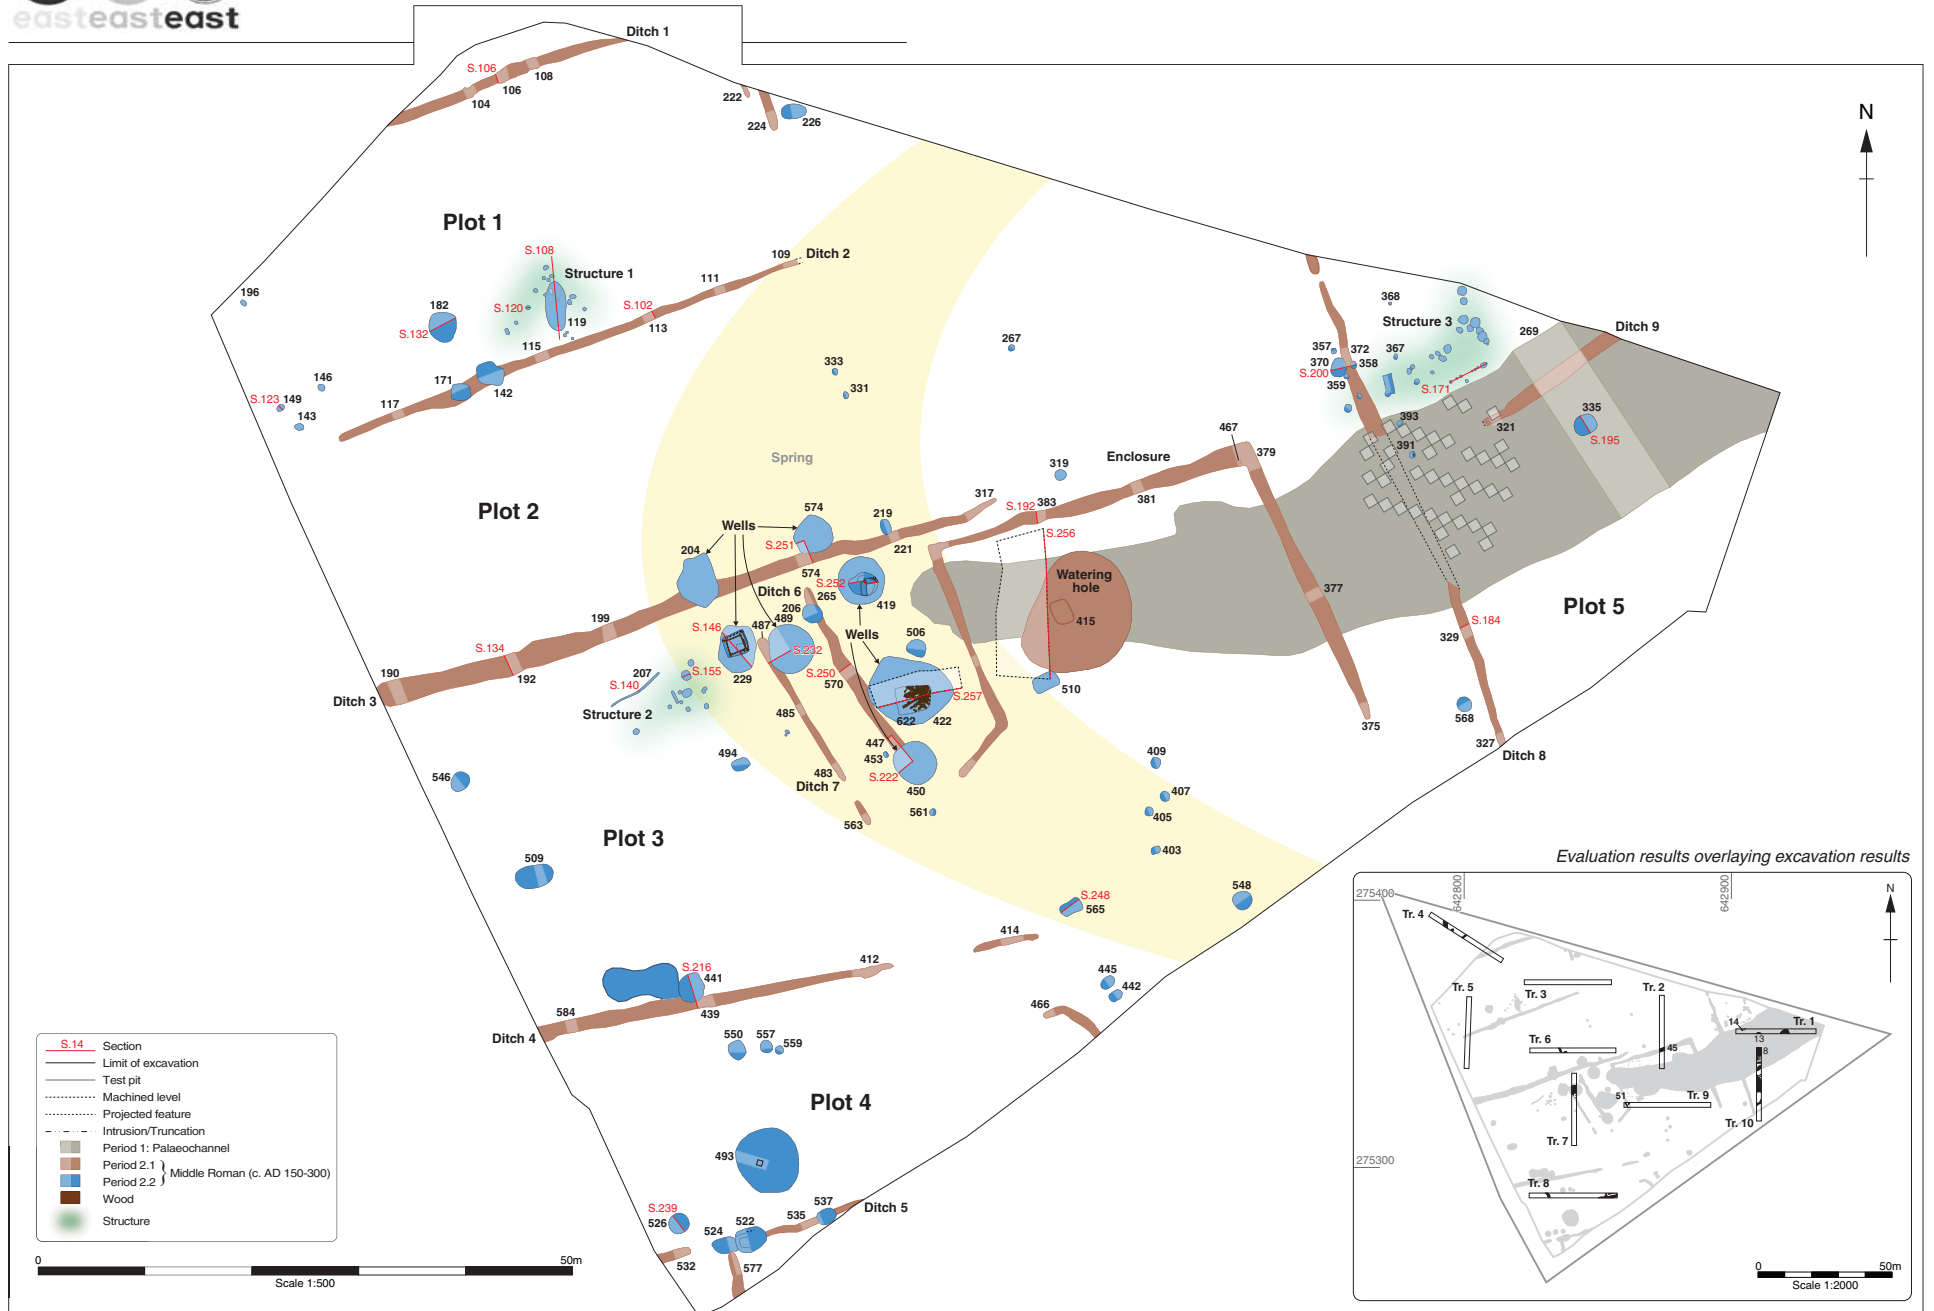 easteasteast
Ditch 1
S.106
108
106
104
222
224
226
N
Plot 1
S.108
Structure 1
109
Ditch 2
111
S.102
113
196
182
S.132
S.120
119
115
171
142
146
S.123
149
143
117
333
331
267
368
Structure 3
269
Ditch 9
357
372
370
358
367
S.200
359
S.171
393
391
321
335
S.195
Spring
467
379
Enclosure
319
381
317
S.192
383
Plot 2
Wells
574
219
S.251
221
204
574
S.252
419
S.256
Watering
hole
415
377
Plot 5
S.184
329
Ditch 6
265
206
489
487
S.146
S.232
229
Wells
506
199
S.134
192
190
Ditch 3
207
S.140
S.155
Structure 2
S.250
570
S.257
622
422
510
485
375
568
327
Ditch 8
494
447
453
S.222
450
483
Ditch 7
563
561
546
409
407
405
403
Plot 3
509
S.248
565
548
414
412
S.216
441
439
584
Ditch 4
445
442
466
550
557
559
Plot 4
493
S.239
526
524
522
535
537
Ditch 5
532
577
S.14
Section
Limit of excavation
Test pit
Machined level
Projected feature
Intrusion/Truncation
Period 1: Palaeochannel
Period 2.1
Period 2.2
Middle Roman (c. AD 150-300)
Wood
Structure
0
50m
Scale 1:500
Evaluation results overlaying excavation results
275400
642800
642900
N
Tr. 4
Tr. 5
Tr. 3
Tr. 2
14
Tr. 1
13
8
Tr. 6
45
51
Tr. 9
Tr. 10
Tr. 7
275300
Tr. 8
0
50m
Scale 1:2000